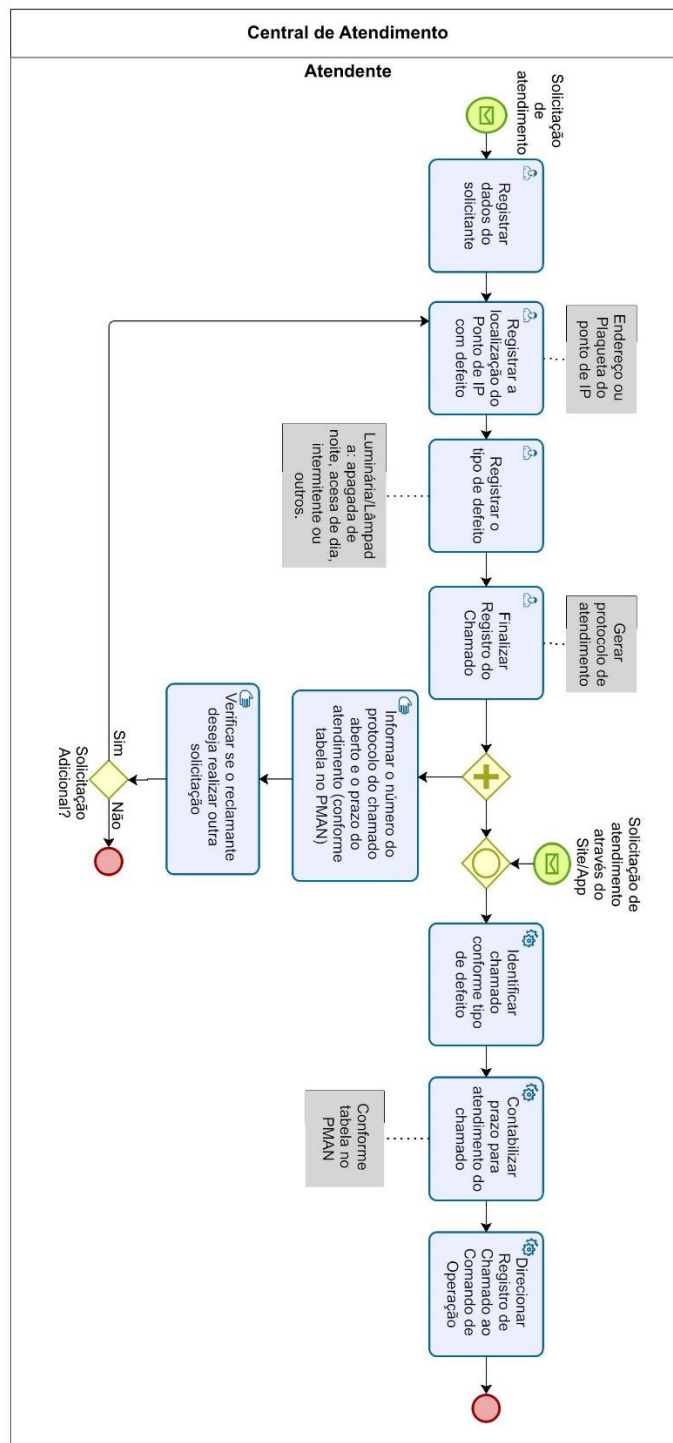 Central de Atendimento
Atendente
Solicitação
de
atendimento
Registrar
dados do
solicitante
Registrar a
localização do
Ponto de IP
com defeito
Endereço ou
Plaqueta do
ponto de IP
Registrar o
tipo de defeito
Luminária/Lâmpad
a: apagada de
noite, acesa de dia,
intermitente ou
outros.
Finalizar
Registro do
Chamado
Gerar
protocolo de
atendimento
Informar o número do
protocolo do chamado
aberto e o prazo do
atendimento (conforme
tabela no PMAN)
Verificar se o reclamante
deseja realizar outra
solicitação
Sim
Não
Solicitação
Adicional?
Solicitação de
atendimento
através do
Site/App
Identificar
chamado
conforme tipo
de defeito
Contabilizar
prazo para
atendimento do
chamado
Conforme
tabela no
PMAN
Direcionar
Registro de
Chamado ao
Comando de
Operação